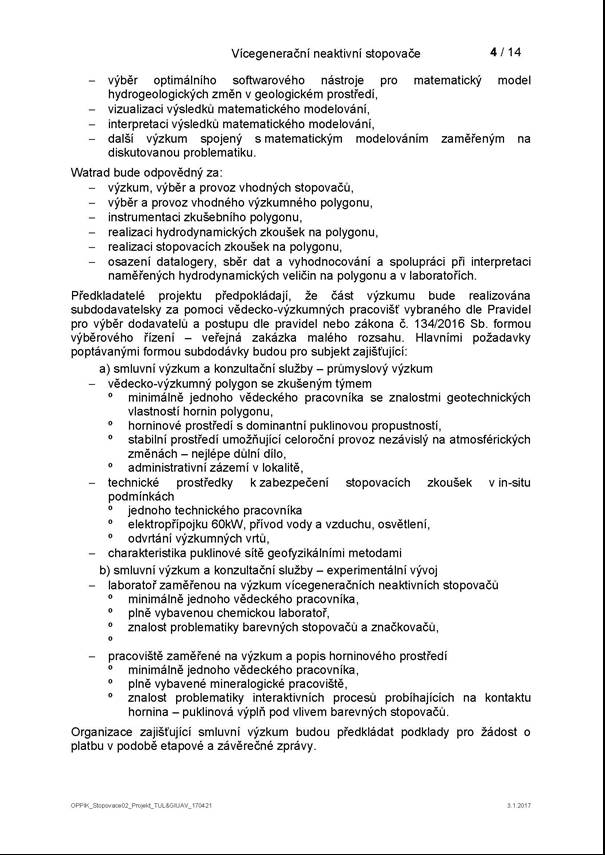 Vícegenerační neaktivní stopovače 4 / 14
– výběr optimálního softwarového nástroje pro matematický model
hydrogeologických změn v geologickém prostředí,
– vizualizaci výsledků matematického modelování,
– interpretaci výsledků matematického modelování,
– další výzkum spojený s matematickým modelováním zaměřeným na
diskutovanou problematiku.
Watrad bude odpovědný za:
– výzkum, výběr a provoz vhodných stopovačů,
– výběr a provoz vhodného výzkumného polygonu,
– instrumentaci zkušebního polygonu,
– realizaci hydrodynamických zkoušek na polygonu,
– realizaci stopovacích zkoušek na polygonu,
– osazení datalogery, sběr dat a vyhodnocování a spolupráci při interpretaci
naměřených hydrodynamických veličin na polygonu a v laboratořích.
Předkladatelé projektu předpokládají, že část výzkumu bude realizována
subdodavatelsky za pomoci vědecko-výzkumných pracovišť vybraného dle Pravidel
pro výběr dodavatelů a postupu dle pravidel nebo zákona č. 134/2016 Sb. formou
výběrového řízení – veřejná zakázka malého rozsahu. Hlavními požadavky
poptávanými formou subdodávky budou pro subjekt zajišťující:
a) smluvní výzkum a konzultační služby – průmyslový výzkum
– vědecko-výzkumný polygon se zkušeným týmem
º minimálně jednoho vědeckého pracovníka se znalostmi geotechnických
vlastností hornin polygonu,
º horninové prostředí s dominantní puklinovou propustností,
º stabilní prostředí umožňující celoroční provoz nezávislý na atmosférických
změnách – nejlépe důlní dílo,
º administrativní zázemí v lokalitě,
– technické prostředky k zabezpečení stopovacích zkoušek v in-situ
podmínkách
º jednoho technického pracovníka
º elektropřípojku 60kW, přívod vody a vzduchu, osvětlení,
º odvrtání výzkumných vrtů,
– charakteristika puklinové sítě geofyzikálními metodami
b) smluvní výzkum a konzultační služby – experimentální vývoj
– laboratoř zaměřenou na výzkum vícegeneračních neaktivních stopovačů
º minimálně jednoho vědeckého pracovníka,
º plně vybavenou chemickou laboratoř,
º znalost problematiky barevných stopovačů a značkovačů,
º
– pracoviště zaměřené na výzkum a popis horninového prostředí
º minimálně jednoho vědeckého pracovníka,
º plně vybavené mineralogické pracoviště,
º znalost problematiky interaktivních procesů probíhajících na kontaktu
hornina – puklinová výplň pod vlivem barevných stopovačů.
Organizace zajišťující smluvní výzkum budou předkládat podklady pro žádost o
platbu v podobě etapové a závěrečné zprávy.
OPPIK_Stopovace02_Projekt_TUL&GIUAV_170421 3.1.2017